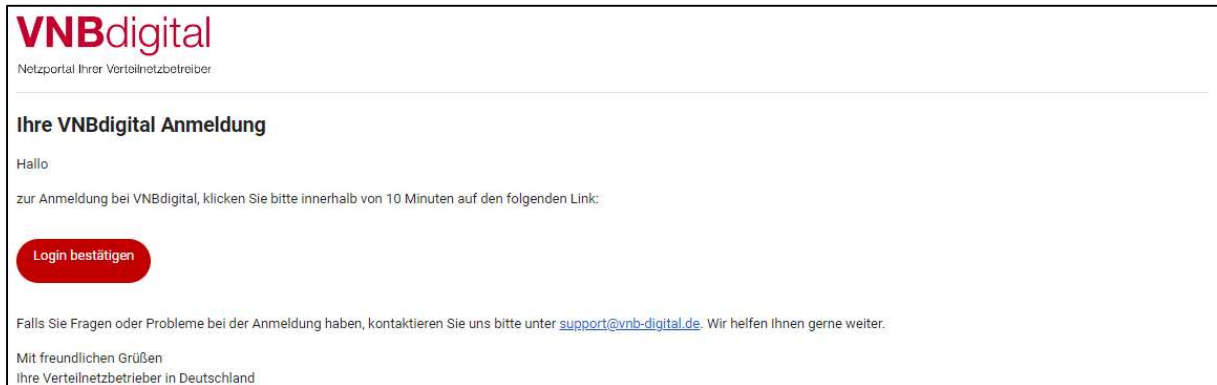 VNBdigital
Netzportal Ihrer Verteilnetzbetreiber
Ihre VNBdigital Anmeldung
Hallo
zur Anmeldung bei VNBdigital, klicken Sie bitte innerhalb von 10 Minuten auf den folgenden Link:
Login bestätigen
Falls Sie Fragen oder Probleme bei der Anmeldung haben, kontaktieren Sie uns bitte unter support@vnb-digital.de. Wir helfen Ihnen gerne weiter.
Mit freundlichen Grüßen
Ihre Verteilnetzbetrieber in Deutschland